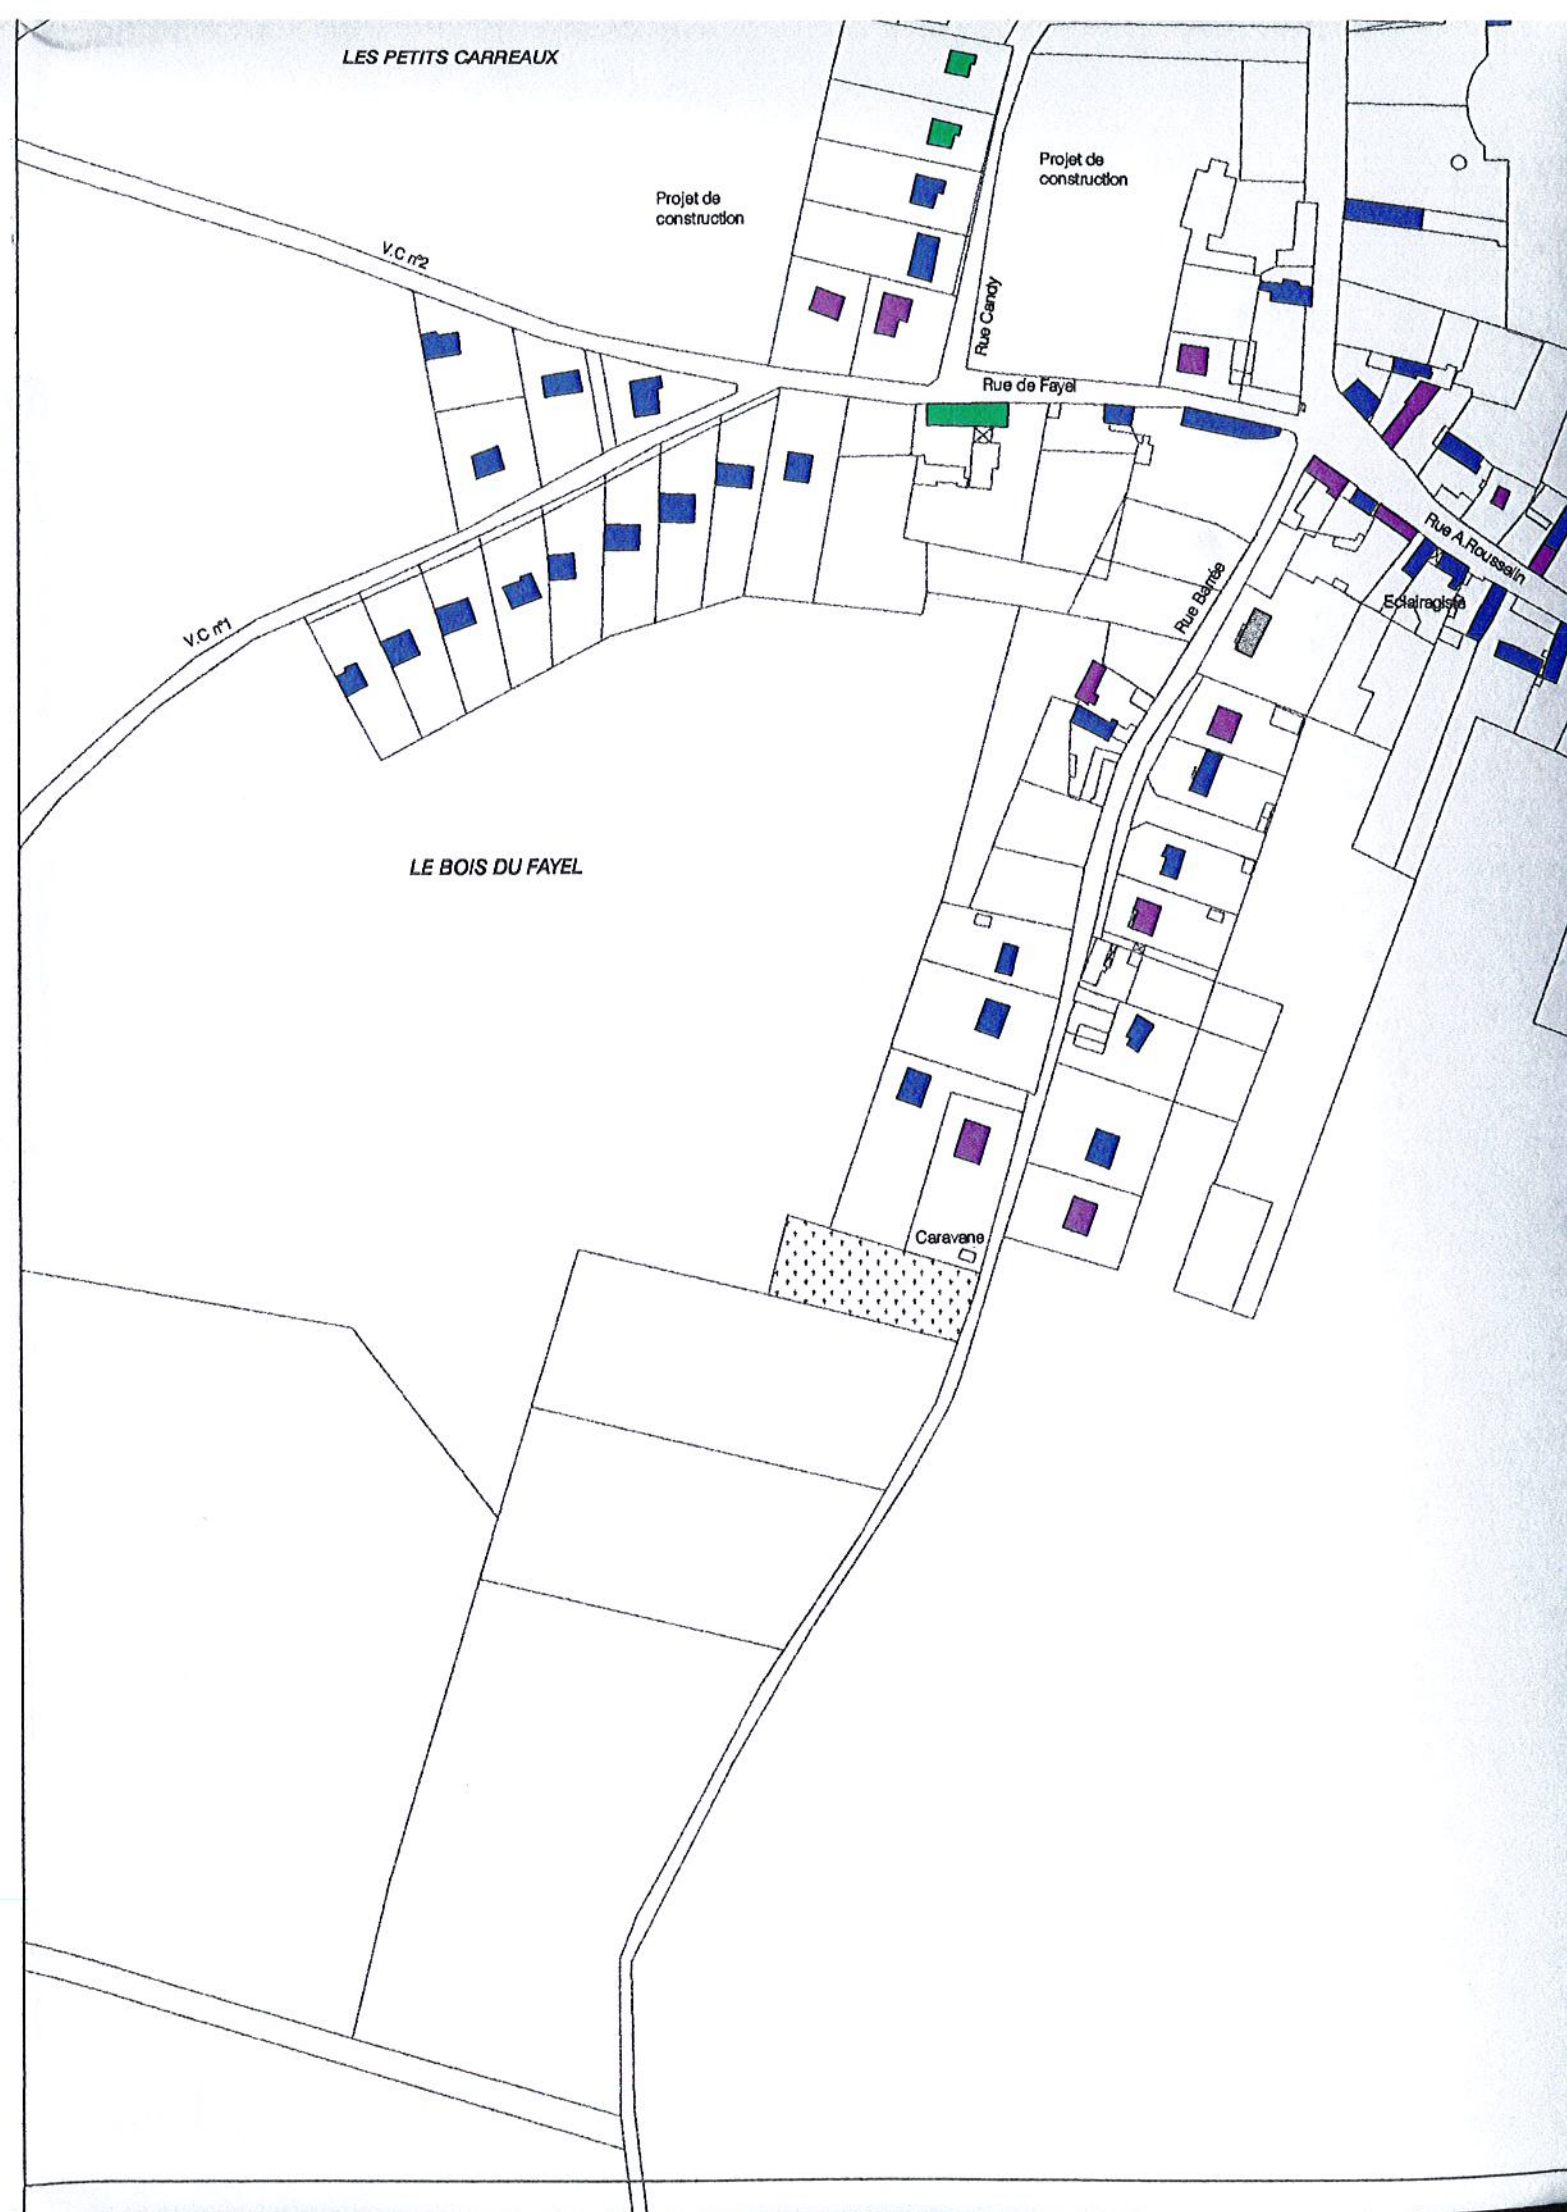 LES PETITS CARREAUX
Projet de
construction
Projet de
construction
V.C n°2
Rue Candy
Rue de Fayel
Rue A.Rousselin
Rue Barrée
Eclairagiste
V.C n°1
LE BOIS DU FAYEL
Caravane